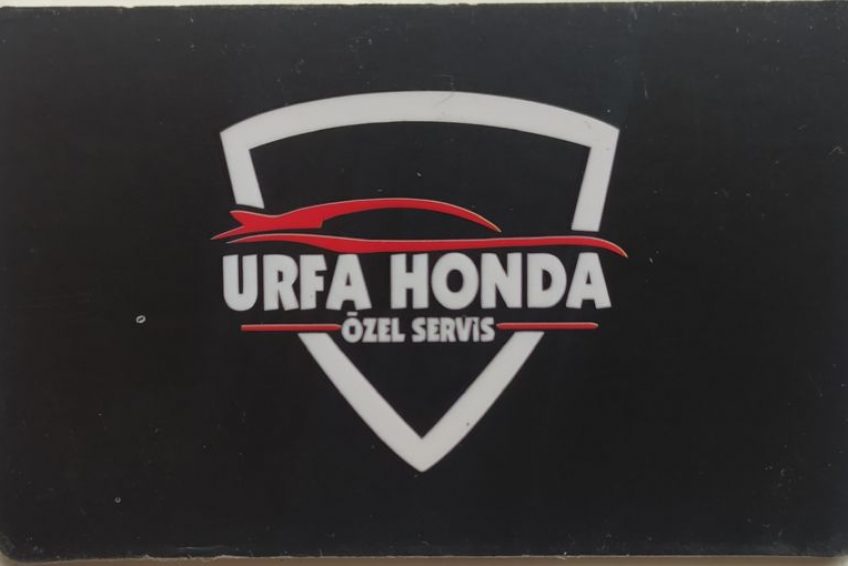 URFA HONDA
ÖZEL SERVİS